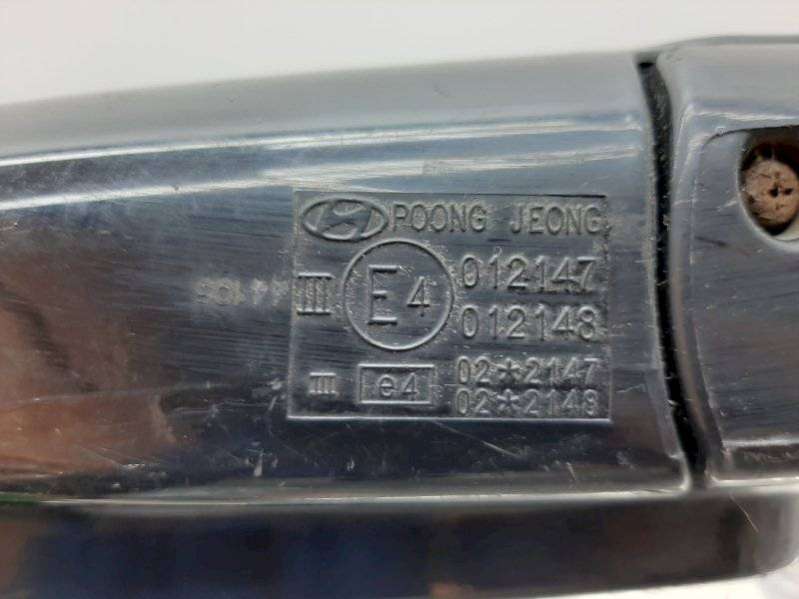 POONG JEONG
III E4 012147
012148
III e4 02*2147
02*2148